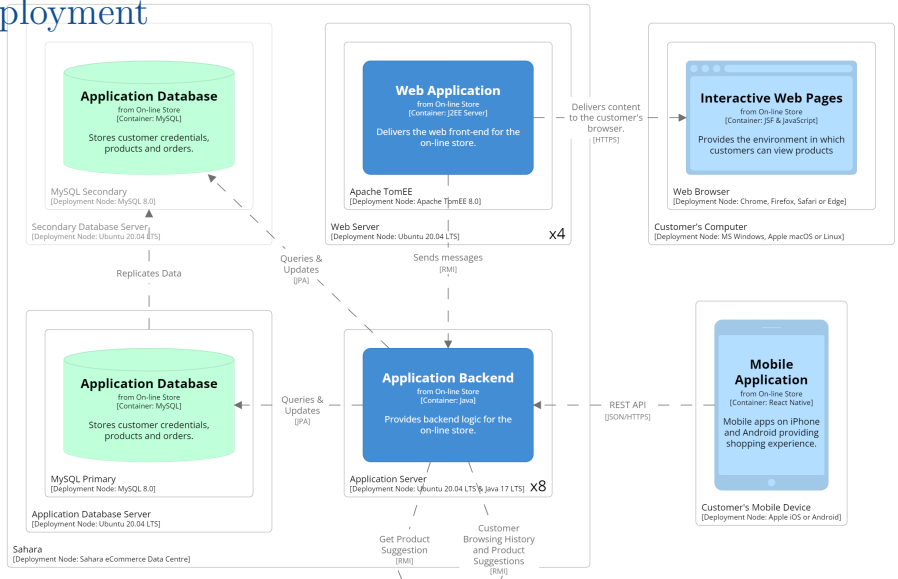 ployment
Application Database
from On-line Store
[Container: MySQL]
Stores customer credentials,
products and orders.
MySQL Secondary
[Deployment Node: MySQL 8.0]
Secondary Database Server
[Deployment Node: Ubuntu 20.04 LTS]
Web Application
from On-line Store
[Container: J2EE Server]
Delivers the web front-end for the
on-line store.
Apache TomEE
[Deployment Node: Apache TomEE 8.0]
Web Server
[Deployment Node: Ubuntu 20.04 LTS]
x4
Delivers content
to the customer's
browser.
[HTTPS]
Interactive Web Pages
from On-line Store
[Container: JSF & JavaScript]
Provides the environment in which
customers can view products
Web Browser
[Deployment Node: Chrome, Firefox, Safari or Edge]
Customer's Computer
[Deployment Node: MS Windows, Apple macOS or Linux]
Replicates Data
Queries &
Updates
[JPA]
Sends messages
[RMI]
Application Database
from On-line Store
[Container: MySQL]
Stores customer credentials,
products and orders.
MySQL Primary
[Deployment Node: MySQL 8.0]
Application Database Server
[Deployment Node: Ubuntu 20.04 LTS]
Queries &
Updates
[JPA]
Application Backend
from On-line Store
[Container: Java]
Provides backend logic for the
on-line store.
Application Server
[Deployment Node: Ubuntu 20.04 LTS & Java 17 LTS]
x8
REST API
[JSON/HTTPS]
Mobile
Application
from On-line Store
[Container: React Native]
Mobile apps on iPhone
and Android providing
shopping experience.
Customer's Mobile Device
[Deployment Node: Apple iOS or Android]
Get Product
Suggestion
[RMI]
Customer
Browsing History
and Product
Suggestions
[RMI]
Sahara
[Deployment Node: Sahara eCommerce Data Centre]